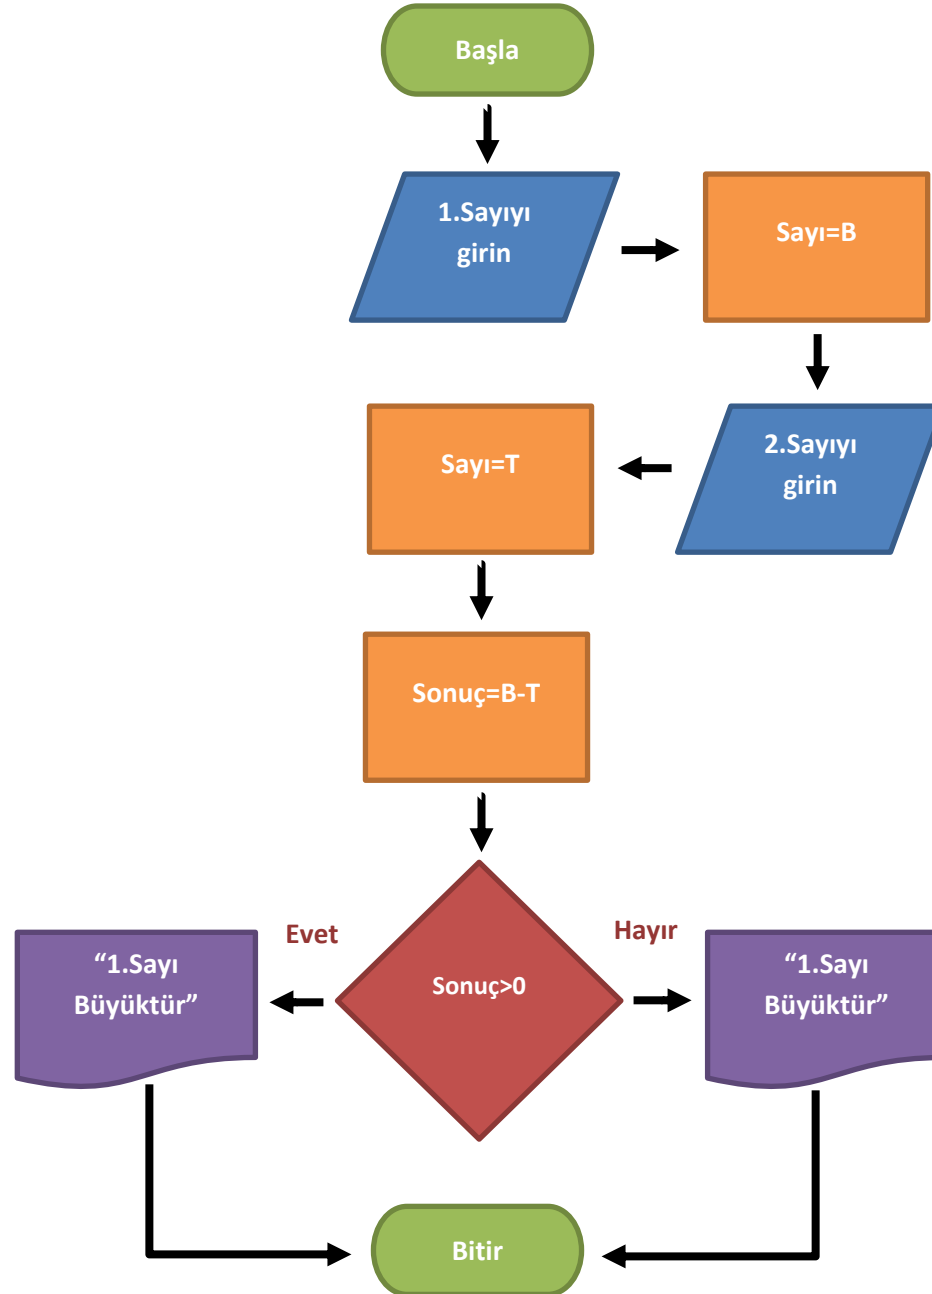 Başla
1.Sayıyı
girin
Sayı=B
2.Sayıyı
girin
Sayı=T
Sonuç=B-T
Sonuç>0
Evet
Hayır
“1.Sayı
Büyüktür”
“1.Sayı
Büyüktür”
Bitir